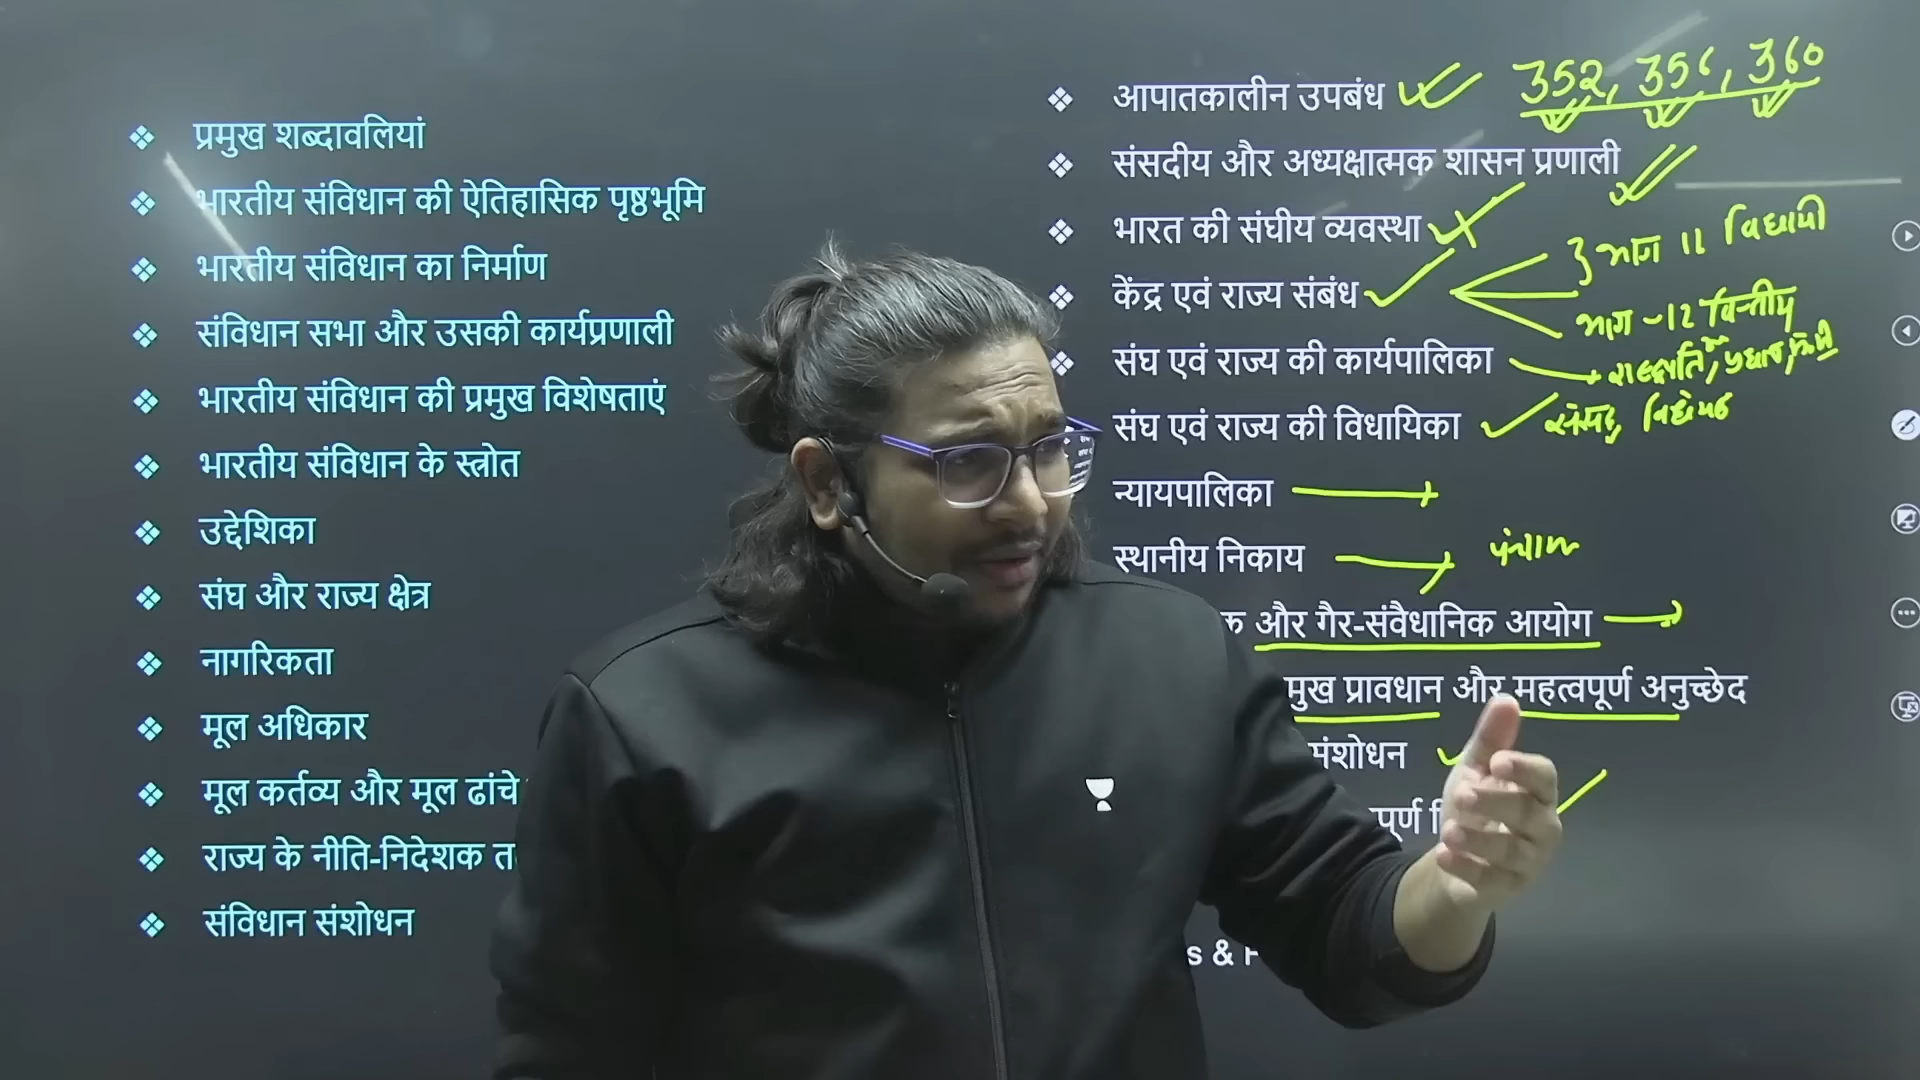 ❖ प्रमुख शब्दावलियां
❖ भारतीय संविधान की ऐतिहासिक पृष्ठभूमि
❖ भारतीय संविधान का निर्माण
❖ संविधान सभा और उसकी कार्यप्रणाली
❖ भारतीय संविधान की प्रमुख विशेषताएं
❖ भारतीय संविधान के स्त्रोत
❖ उद्देशिका
❖ संघ और राज्य क्षेत्र
❖ नागरिकता
❖ मूल अधिकार
❖ मूल कर्तव्य और मूल ढांचे
❖ राज्य के नीति-निदेशक
❖ संविधान संशोधन
❖ आपातकालीन उपबंध 352, 356, 360
❖ संसदीय और अध्यक्षात्मक शासन प्रणाली
❖ भारत की संघीय व्यवस्था
भाग 11 विधायी
❖ केंद्र एवं राज्य संबंध
भाग -12 वित्तीय
❖ संघ एवं राज्य की कार्यपालिका
संघ एवं राज्य की विधायिका संसद,
न्यायपालिका
स्थानीय निकाय
और गैर-संवैधानिक आयोग
मुख प्रावधान और महत्वपूर्ण अनुच्छेद
संशोधन
पूर्ण
s &